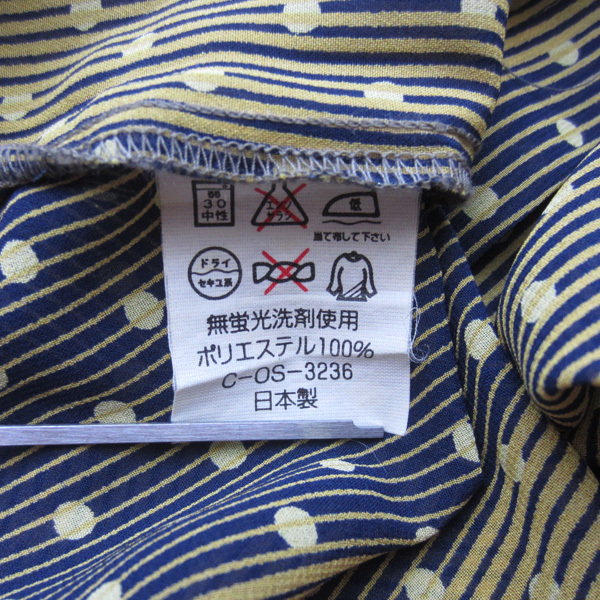 30
中性
エンソ
サラシ
低
当て布して下さい
ドライ
セキユ系
無蛍光洗剤使用
ポリエステル100%
C-OS-3236
日本製